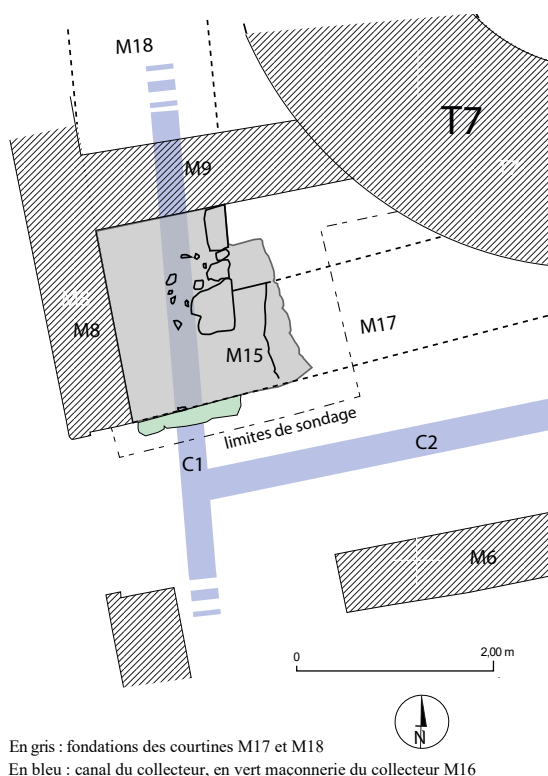 M18
T7
M9
M8
M8
M17
M15
limites de sondage
C1
C2
M6
0
2,00 m
N
En gris : fondations des courtines M17 et M18
En bleu : canal du collecteur, en vert maçonnerie du collecteur M16